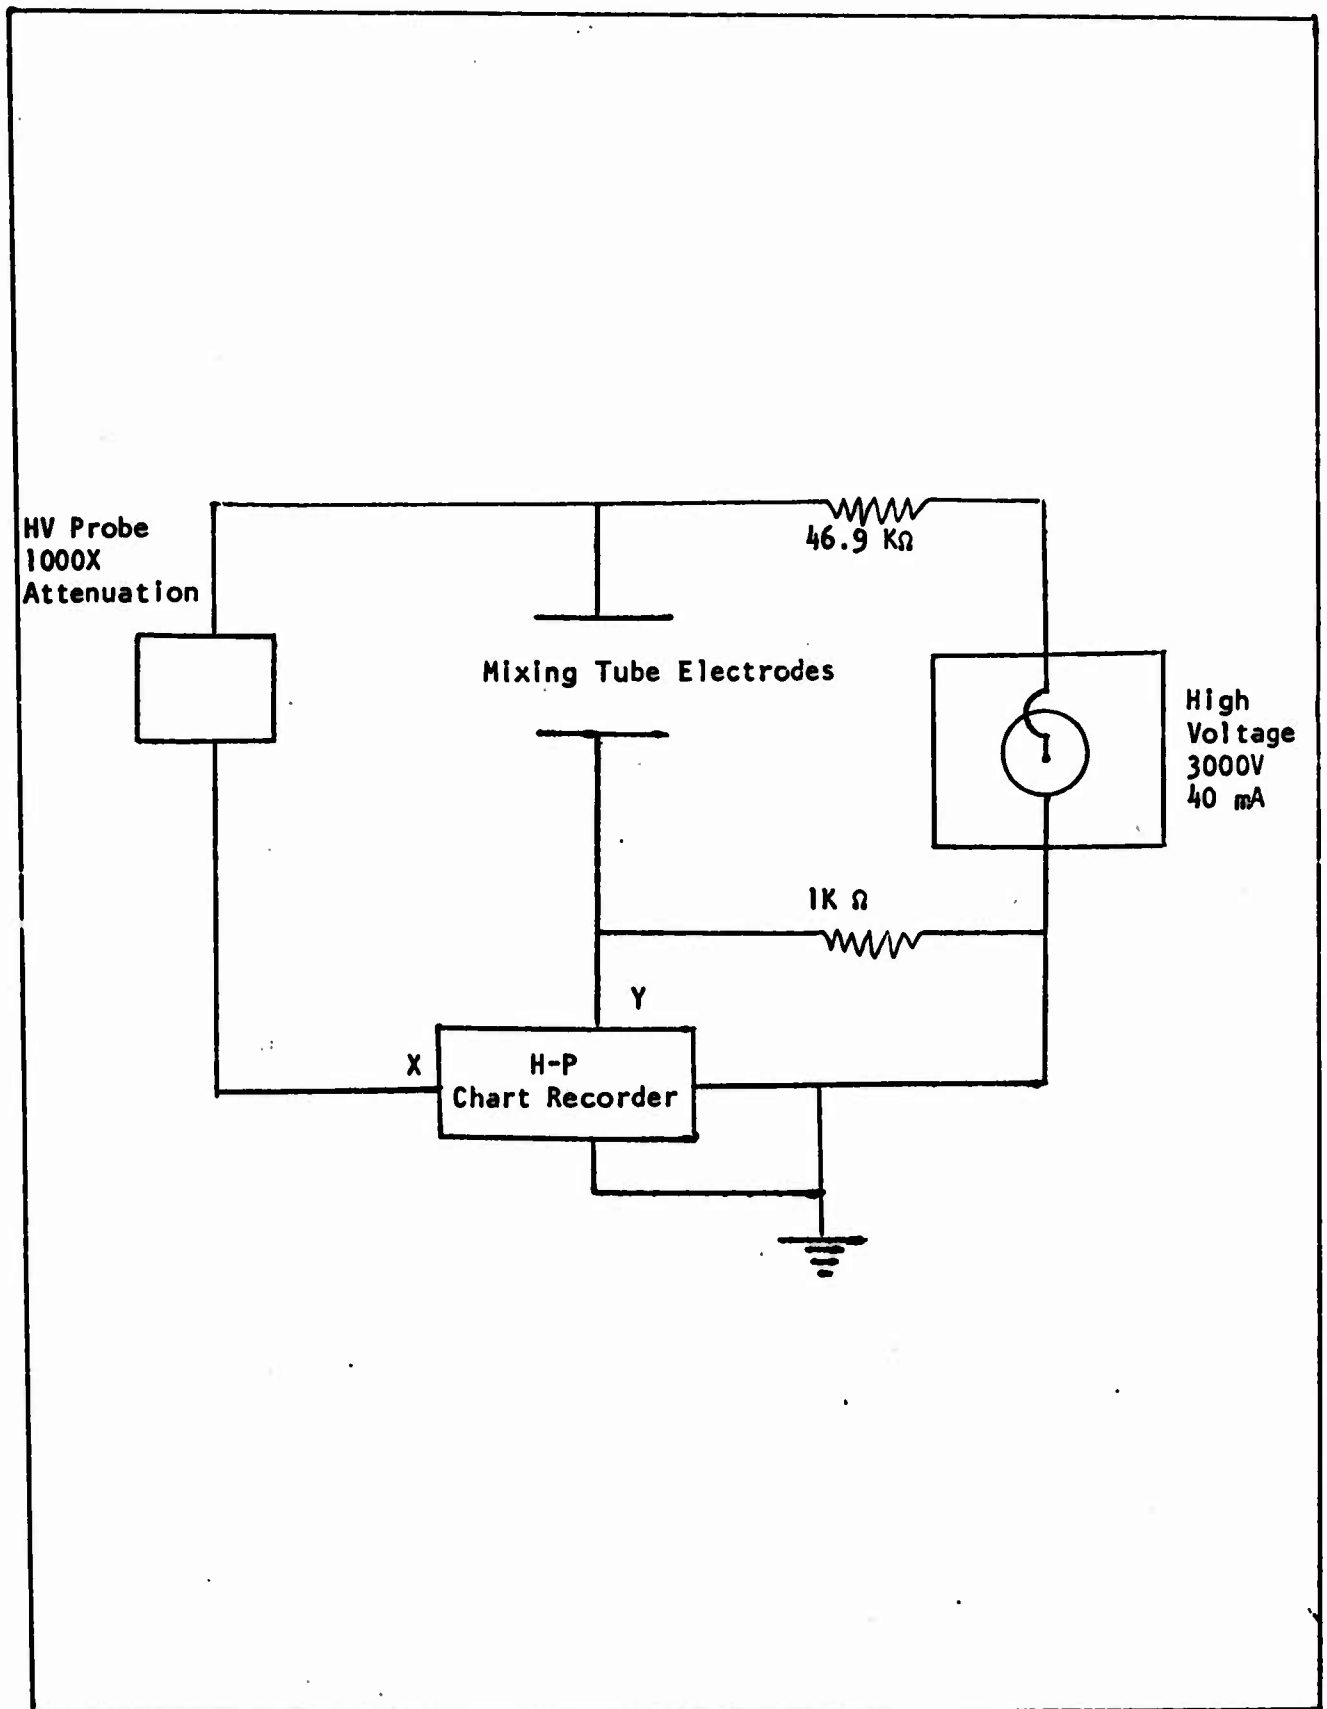 HV Probe
1000X
Attenuation
46.9 KΩ
Mixing Tube Electrodes
High
Voltage
3000V
40 mA
1K Ω
Y
X
H-P
Chart Recorder